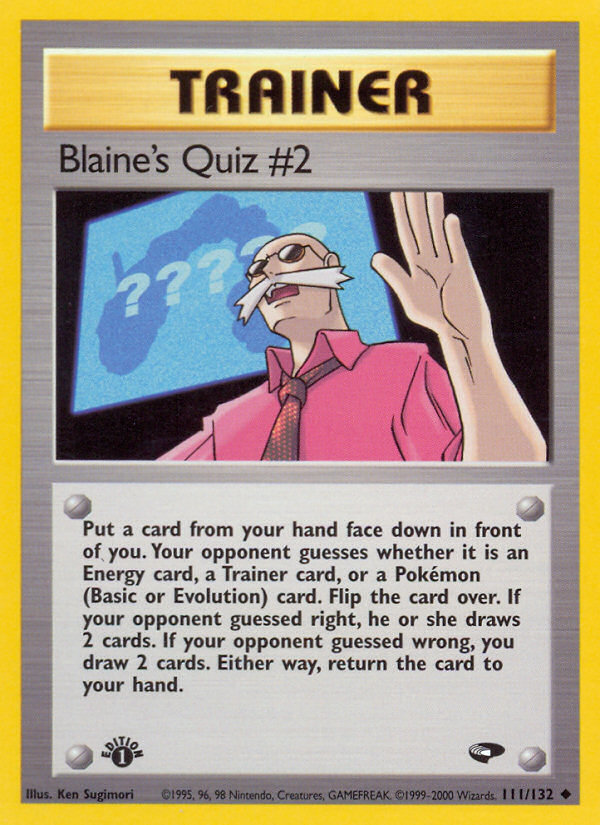 TRAINER
Blaine's Quiz #2
?????
Put a card from your hand face down in front
of you. Your opponent guesses whether it is an
Energy card, a Trainer card, or a Pokémon
(Basic or Evolution) card. Flip the card over. If
your opponent guessed right, he or she draws
2 cards. If your opponent guessed wrong, you
draw 2 cards. Either way, return the card to
your hand.
EDITION
1
Illus. Ken Sugimori ©1995, 96, 98 Nintendo, Creatures, GAMEFREAK. ©1999-2000 Wizards. 111/132 ◆